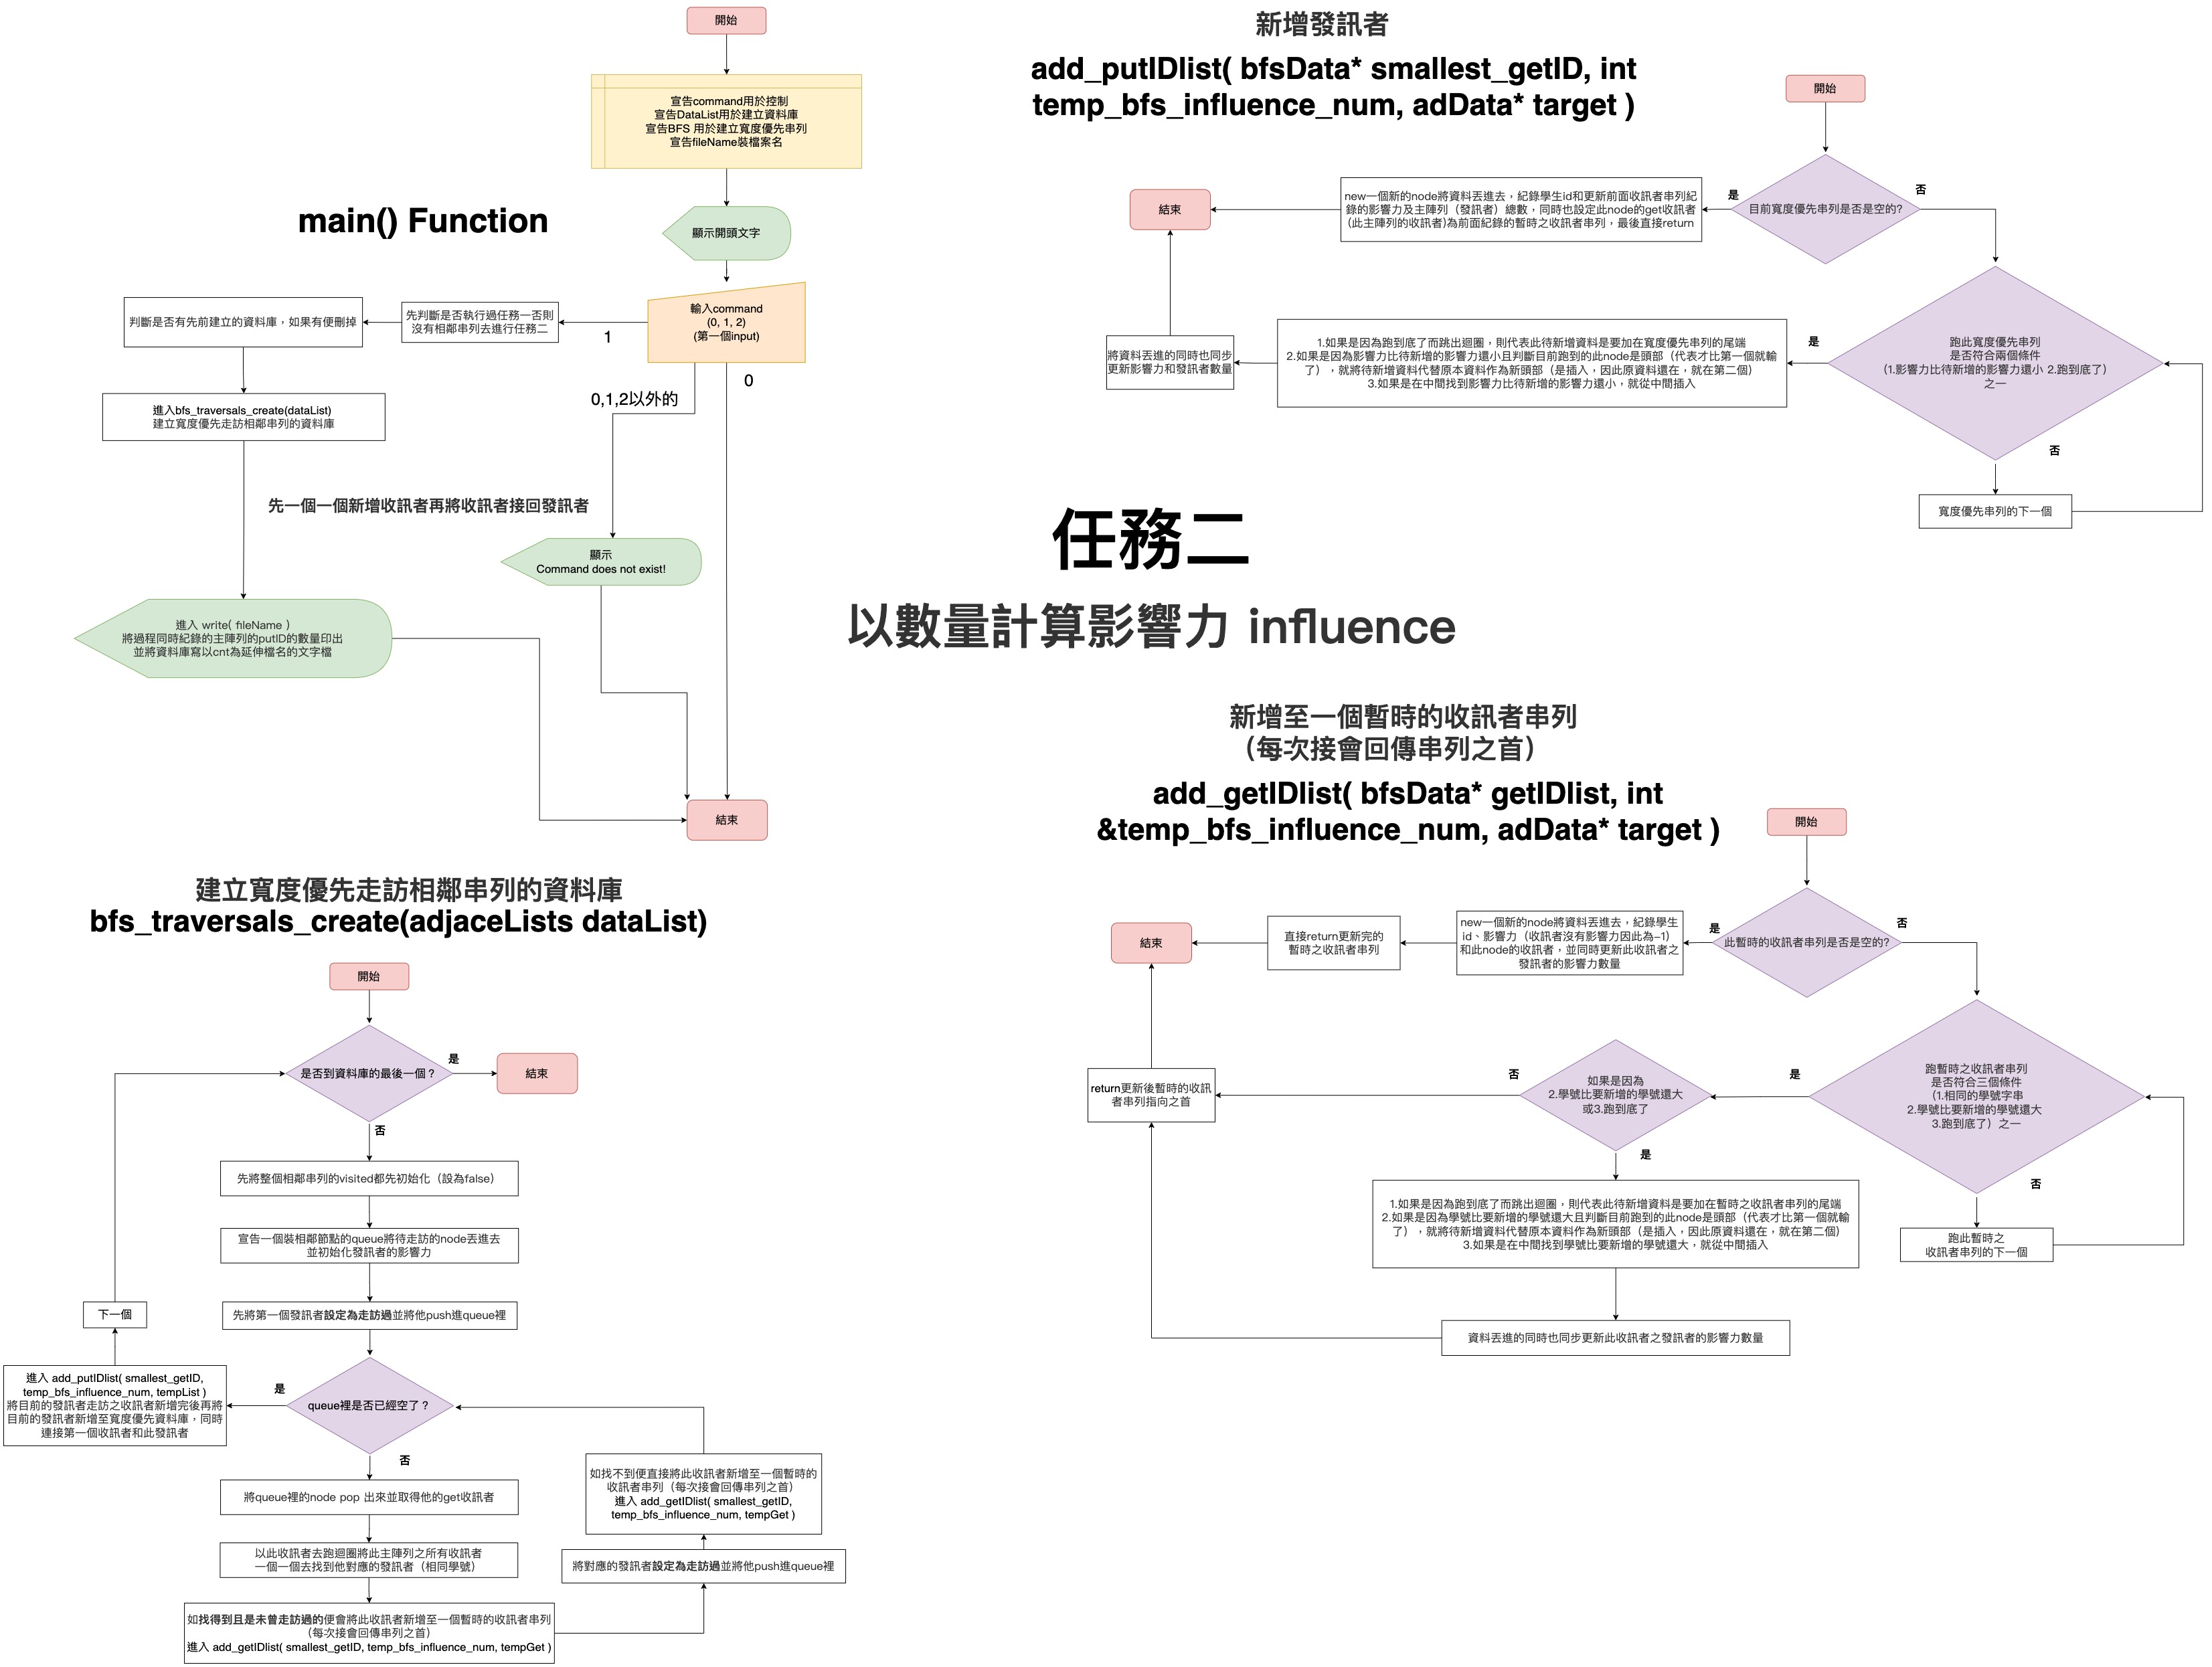 開始
宣告command用於控制
宣告DataList用於建立資料庫
宣告BFS 用於建立寬度優先串列
宣告fileName裝檔案名
main() Function
顯示開頭文字
輸入command
(0, 1, 2)
(第一個input)
1
0
0,1,2以外的
先判斷是否執行過任務一否則
沒有相鄰串列去進行任務二
判斷是否有先前建立的資料庫，如果有便刪掉
進入bfs_traversals_create(dataList)
建立寬度優先走訪相鄰串列的資料庫
先一個一個新增收訊者再將收訊者接回發訊者
顯示
Command does not exist!
進入 write( fileName )
將過程同時紀錄的主陣列的putID的數量印出
並將資料庫寫以cnt為延伸檔名的文字檔
結束
新增發訊者
add_putIDlist( bfsData* smallest_getID, int
temp_bfs_influence_num, adData* target )
開始
目前寬度優先串列是否是空的?
是
否
new一個新的node將資料丟進去，紀錄學生id和更新前面收訊者串列紀
錄的影響力及主陣列（發訊者）總數，同時也設定此node的get收訊者
(此主陣列的收訊者)為前面紀錄的暫時之收訊者串列，最後直接return
結束
跑此寬度優先串列
是否符合兩個條件
（1.影響力比待新增的影響力還小 2.跑到底了）
之一
是
否
1.如果是因為跑到底了而跳出迴圈，則代表此待新增資料是要加在寬度優先串列的尾端
2.如果是因為影響力比待新增的影響力還小且判斷目前跑到的此node是頭部（代表才比第一個就輸
了），就將待新增資料代替原本資料作為新頭部（是插入，因此原資料還在，就在第二個）
3.如果是在中間找到影響力比待新增的影響力還小，就從中間插入
將資料丟進的同時也同步
更新影響力和發訊者數量
寬度優先串列的下一個
任務二
以數量計算影響力 influence
新增至一個暫時的收訊者串列
（每次接會回傳串列之首）
add_getIDlist( bfsData* getIDlist, int
&temp_bfs_influence_num, adData* target )
開始
此暫時的收訊者串列是否是空的?
是
否
new一個新的node將資料丟進去，紀錄學生
id、影響力（收訊者沒有影響力因此為-1）
和此node的收訊者，並同時更新此收訊者之
發訊者的影響力數量
直接return更新完的
暫時之收訊者串列
結束
跑暫時之收訊者串列
是否符合三個條件
（1.相同的學號字串
2.學號比要新增的學號還大
3.跑到底了）之一
是
否
如果是因為
2.學號比要新增的學號還大
或3.跑到底了
否
是
return更新後暫時的收訊
者串列指向之首
1.如果是因為跑到底了而跳出迴圈，則代表此待新增資料是要加在暫時之收訊者串列的尾端
2.如果是因為學號比要新增的學號還大且判斷目前跑到的此node是頭部（代表才比第一個就輸
了），就將待新增資料代替原本資料作為新頭部（是插入，因此原資料還在，就在第二個）
3.如果是在中間找到學號比要新增的學號還大，就從中間插入
跑此暫時之
收訊者串列的下一個
資料丟進的同時也同步更新此收訊者之發訊者的影響力數量
建立寬度優先走訪相鄰串列的資料庫
bfs_traversals_create(adjaceLists dataList)
開始
是否到資料庫的最後一個？
是
結束
否
先將整個相鄰串列的visited都先初始化（設為false）
宣告一個裝相鄰節點的queue將待走訪的node丟進去
並初始化發訊者的影響力
先將第一個發訊者設定為走訪過並將他push進queue裡
下一個
queue裡是否已經空了？
是
否
進入 add_putIDlist( smallest_getID,
temp_bfs_influence_num, tempList )
將目前的發訊者走訪之收訊者新增完後再將
目前的發訊者新增至寬度優先資料庫，同時
連接第一個收訊者和此發訊者
將queue裡的node pop 出來並取得他的get收訊者
以此收訊者去跑迴圈將此主陣列之所有收訊者
一個一個去找到他對應的發訊者（相同學號）
如找得到且是未曾走訪過的便會將此收訊者新增至一個暫時的收訊者串列
（每次接會回傳串列之首）
進入 add_getIDlist( smallest_getID, temp_bfs_influence_num, tempGet )
如找不到便直接將此收訊者新增至一個暫時的
收訊者串列（每次接會回傳串列之首）
進入 add_getIDlist( smallest_getID,
temp_bfs_influence_num, tempGet )
將對應的發訊者設定為走訪過並將他push進queue裡